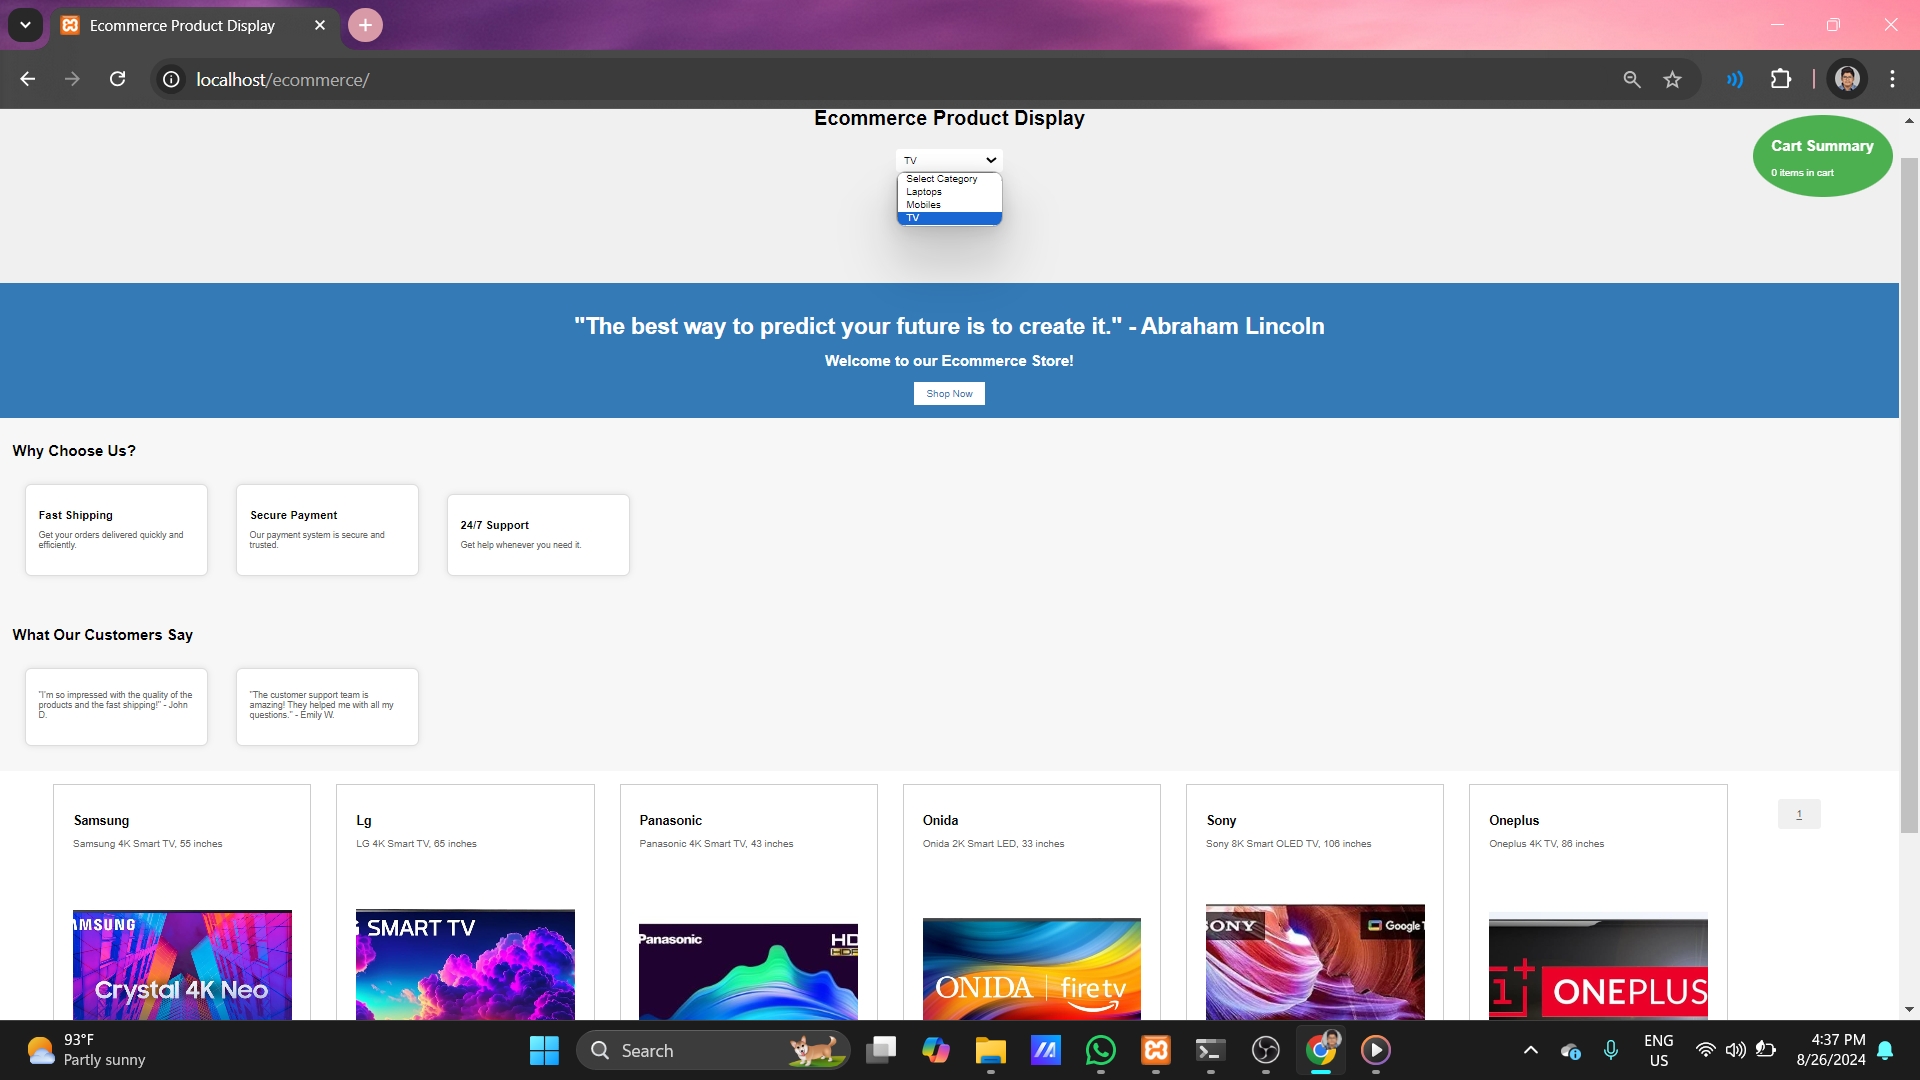 Ecommerce Product Display
localhost/ecommerce/
Ecommerce Product Display
TV
Select Category
Laptops
Mobiles
TV
Cart Summary
0 items in cart
"The best way to predict your future is to create it." - Abraham Lincoln
Welcome to our Ecommerce Store!
Shop Now
Why Choose Us?
Fast Shipping
Get your orders delivered quickly and
efficiently.
Secure Payment
Our payment system is secure and
trusted.
24/7 Support
Get help whenever you need it.
What Our Customers Say
"I'm so impressed with the quality of the
products and the fast shipping!" - John
D.
"The customer support team is
amazing! They helped me with all my
questions." - Emily W.
Samsung
Samsung 4K Smart TV, 55 inches
Lg
LG 4K Smart TV, 65 inches
Panasonic
Panasonic 4K Smart TV, 43 inches
Onida
Onida 2K Smart LED, 33 inches
Sony
Sony 8K Smart OLED TV, 106 inches
Oneplus
Oneplus 4K TV, 86 inches
1
AMSUNG
Crystal 4K Neo
SMART TV
Panasonic
HD
HDR
ONIDA | fire tv
SONY
Google T
1+ ONEPLUS
93°F
Partly sunny
Search
ENG
US
4:37 PM
8/26/2024